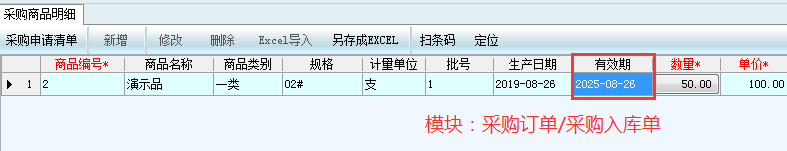 采购商品明细
采购申请清单 新增 修改 删除 Excel导入 另存成EXCEL 扫条码 定位
商品编号* 商品名称 商品类别 规格 计量单位 批号 生产日期 有效期 数量* 单价*
1 2 演示品 一类 02# 支 1 2019-08-26 2025-08-26 50.00 100.00
模块：采购订单/采购入库单